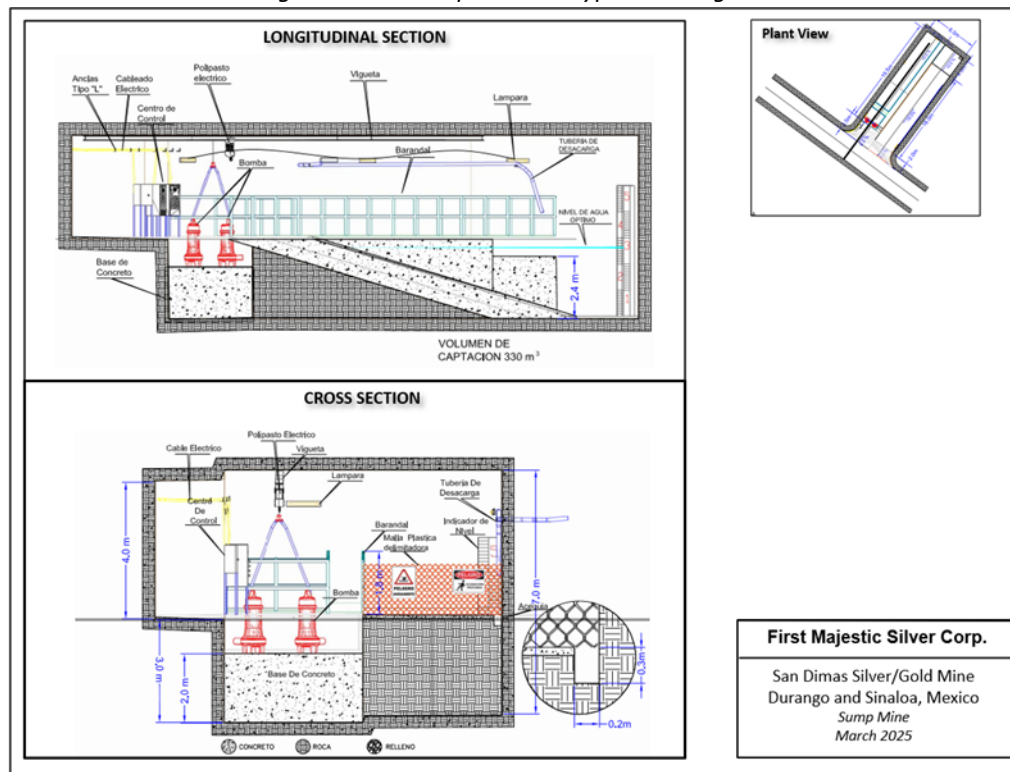 LONGITUDINAL SECTION
Anclas
Tipo "L"
Cableado
Electrico
Centro de
Control
Polipasto
electrico
Vigueta
Lampara
Bomba
Barandal
TUBERIA DE
DESACARGA
NIVEL DE AGUA
OPTIMO
Base de
Concreto
2,4 m
VOLUMEN DE
CAPTACION 330 m³
Plant View
CROSS SECTION
Cable Electrico
Polipasto Electrico
Vigueta
Lampara
Centro
De
Control
Barandal
Malla Plastica
delimitadora
Tuberia De
Desacarga
Indicador de
Nivel
4,0 m
1,8 m
7,0 m
PELIGRO
PELIGRO
Bomba
Acequia
3,0 m
2,0 m
Base De Concreto
0.3m
0.2m
CONCRETO
ROCA
RELLENO
First Majestic Silver Corp.
San Dimas Silver/Gold Mine
Durango and Sinaloa, Mexico
Sump Mine
March 2025